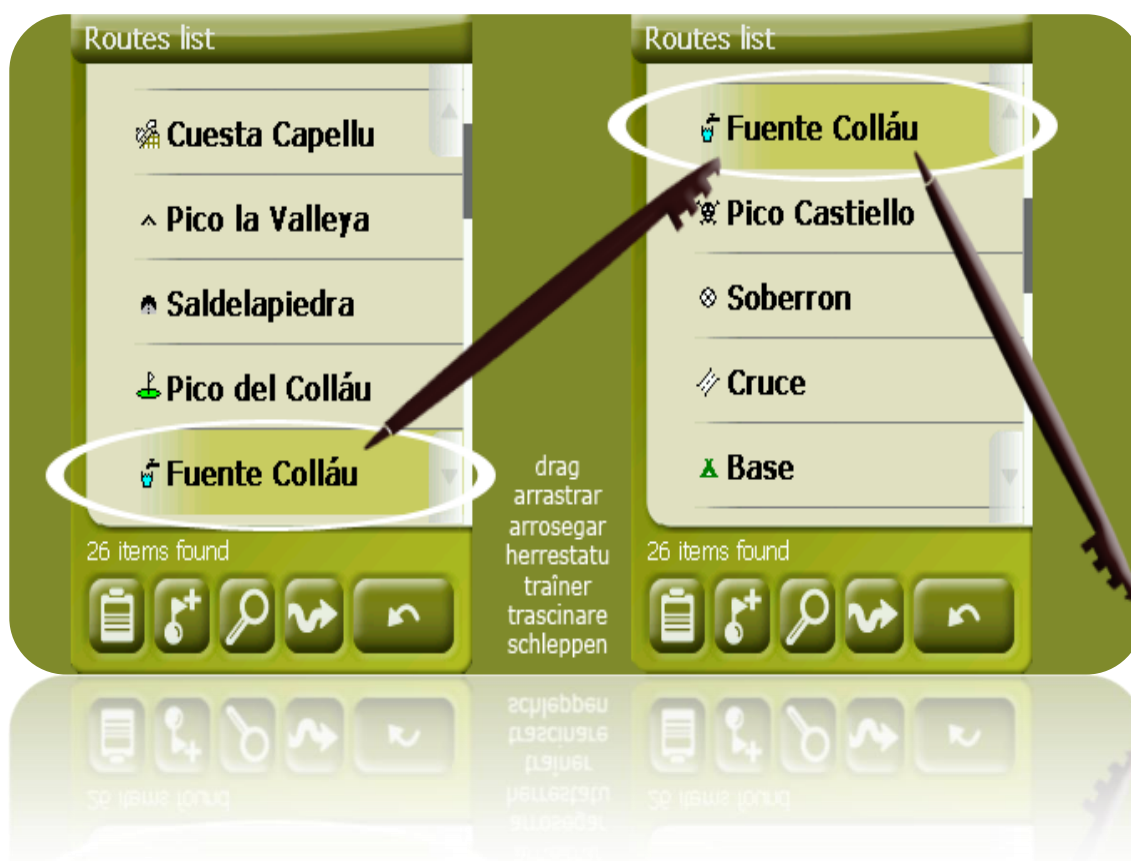 Routes list
Cuesta Capellu
Pico la Valleya
Saldelapiedra
Pico del Colláu
Fuente Colláu
26 items found
drag
arrastrar
arrosegar
herrestatu
traîner
trascinare
schleppen
Routes list
Fuente Colláu
Pico Castiello
Soberron
Cruce
Base
26 items found